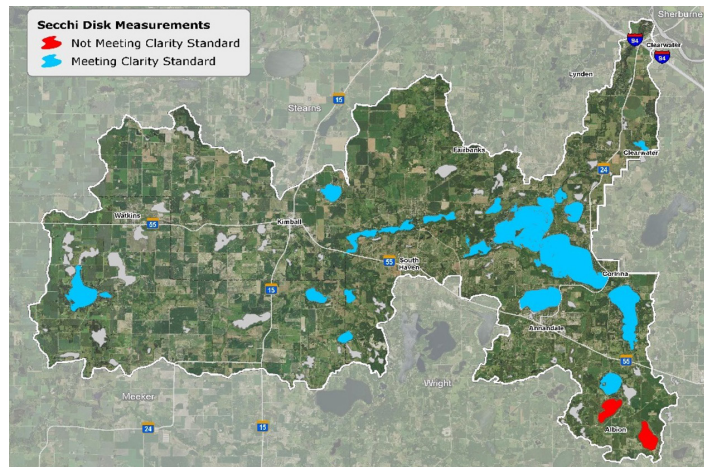 Secchi Disk Measurements
Not Meeting Clarity Standard
Meeting Clarity Standard
Sherburne
94
Clearwater
94
Lynden
Stearns
15
Fairhaven
Clearwater
24
Watkins
55
Kimball
55
South
Haven
Corinna
15
Annandale
55
Wright
Meeker
24
15
Albion